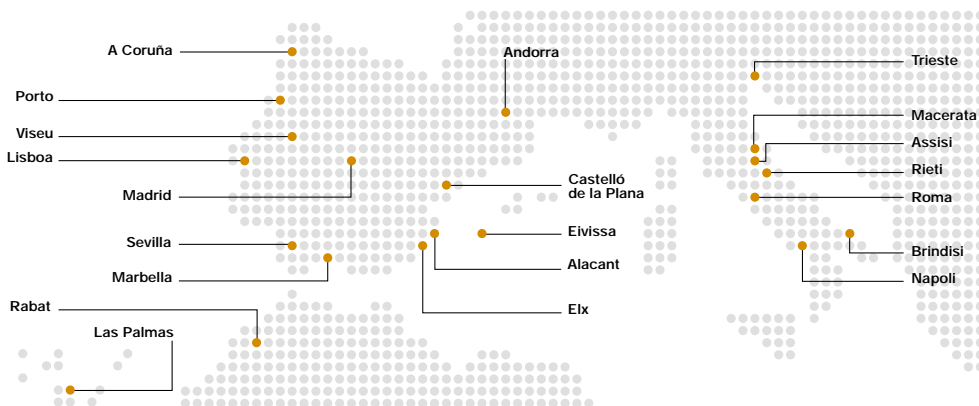 A Coruña
Porto
Viseu
Lisboa
Madrid
Sevilla
Marbella
Rabat
Las Palmas
Andorra
Castelló
de la Plana
Eivissa
Alacant
Elx
Trieste
Macerata
Assisi
Rieti
Roma
Brindisi
Napoli